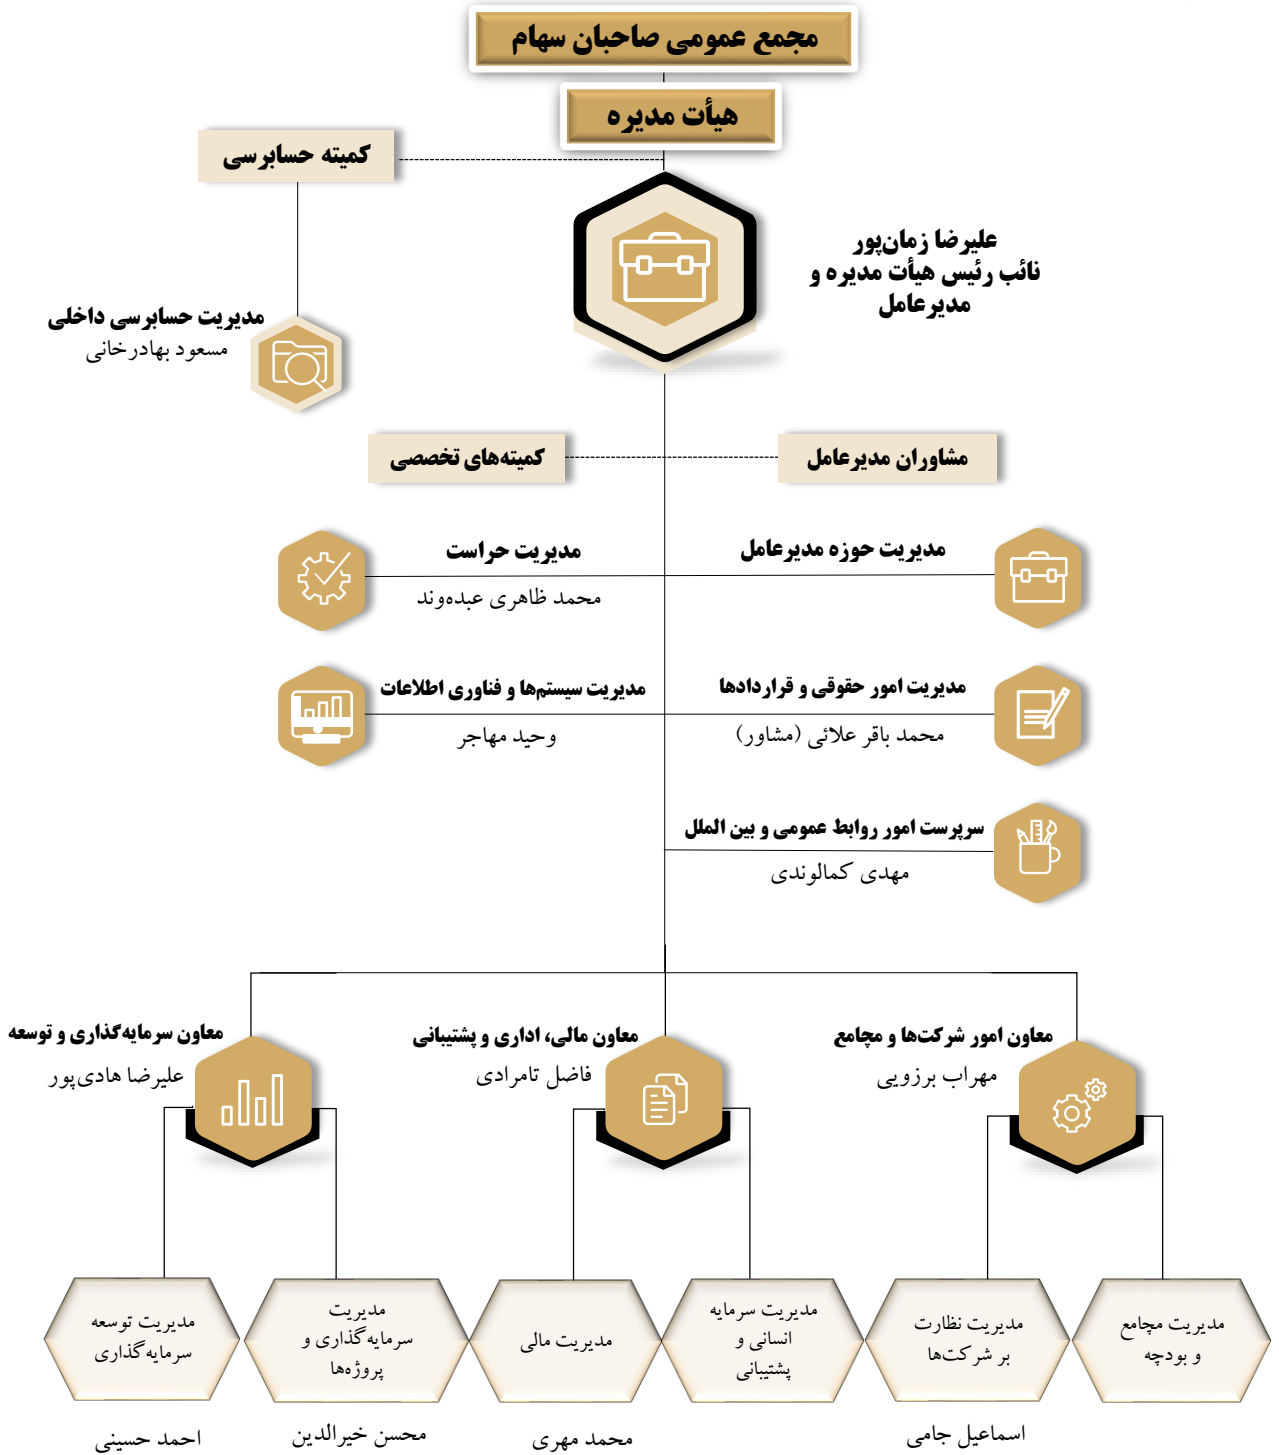 مجمع عمومی صاحبان سهام
هیأت مدیره
کمیته حسابرسی
علیرضا زمان‌پور
نائب رئیس هیأت مدیره و
مدیرعامل
مدیریت حسابرسی داخلی
مسعود بهادرخانی
مشاوران مدیرعامل
کمیته‌های تخصصی
مدیریت حوزه مدیرعامل
مدیریت حراست
محمد ظاهری عبده‌وند
مدیریت امور حقوقی و قراردادها
محمد باقر علائی (مشاور)
مدیریت سیستم‌ها و فناوری اطلاعات
وحید مهاجر
سرپرست امور روابط عمومی و بین الملل
مهدی کمالوندی
معاون امور شرکت‌ها و مجامع
مهراب برزویی
معاون مالی، اداری و پشتیبانی
فاضل تامرادی
معاون سرمایه‌گذاری و توسعه
علیرضا هادی‌پور
مدیریت مجامع
و بودجه
مدیریت نظارت
بر شرکت‌ها
مدیریت سرمایه
انسانی و
پشتیبانی
مدیریت مالی
مدیریت
سرمایه‌گذاری و
پروژه‌ها
مدیریت توسعه
سرمایه‌گذاری
اسماعیل جامی
محمد مهری
محسن خیرالدین
احمد حسینی